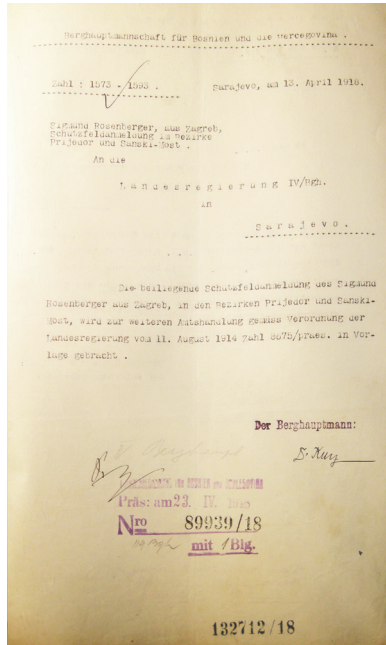 Berghauptmannschaft für Bosnien und die Hercegovina .
Zahl : 1573 - 1593 .
Sarajevo, am 13. April 1918.
Sigmund Rosenberger, aus Zagreb,
Schutzfeldanmeldung im Bezirke
Prijedor und Sanski-Most .
An die
Landesregierung IV/Bgh.
in
Sarajevo.
Die beiliegende Schutzfeldanmeldung des Sigmund
Rosenberger aus Zagreb, in den Bezirken Prijedor und Sanski-
Most, wird zur weiteren Amtshandlung gemäss Verordnung der
Landesregierung vom 11. August 1914 Zahl 6675/praes. in Vor-
lage gebracht .
Der Berghauptmann:
Präs: am 23. IV.
Nro 89939/18
mit 1 Blg.
132712/18